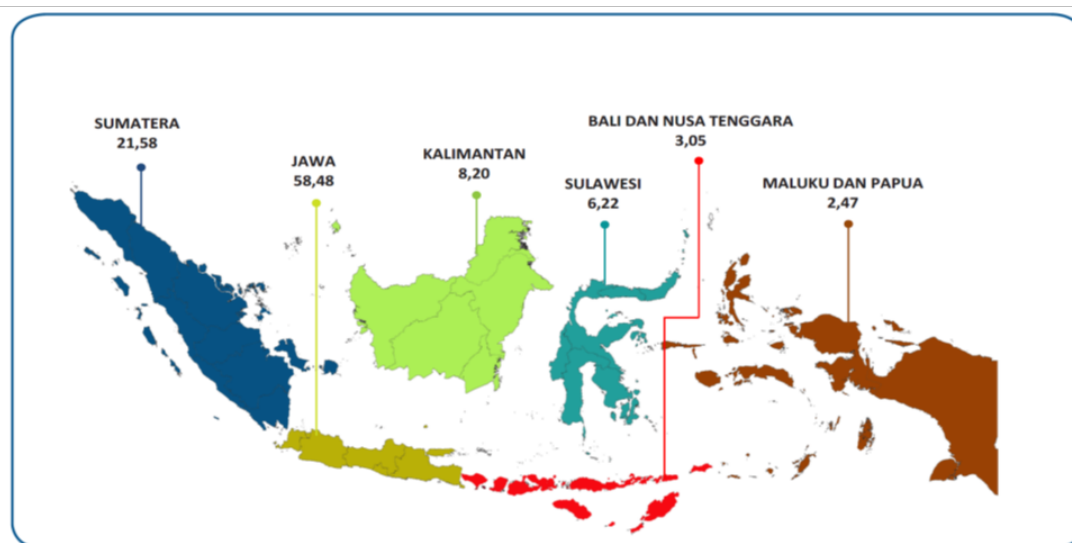 SUMATERA
21,58
JAWA
58,48
KALIMANTAN
8,20
SULAWESI
6,22
BALI DAN NUSA TENGGARA
3,05
MALUKU DAN PAPUA
2,47